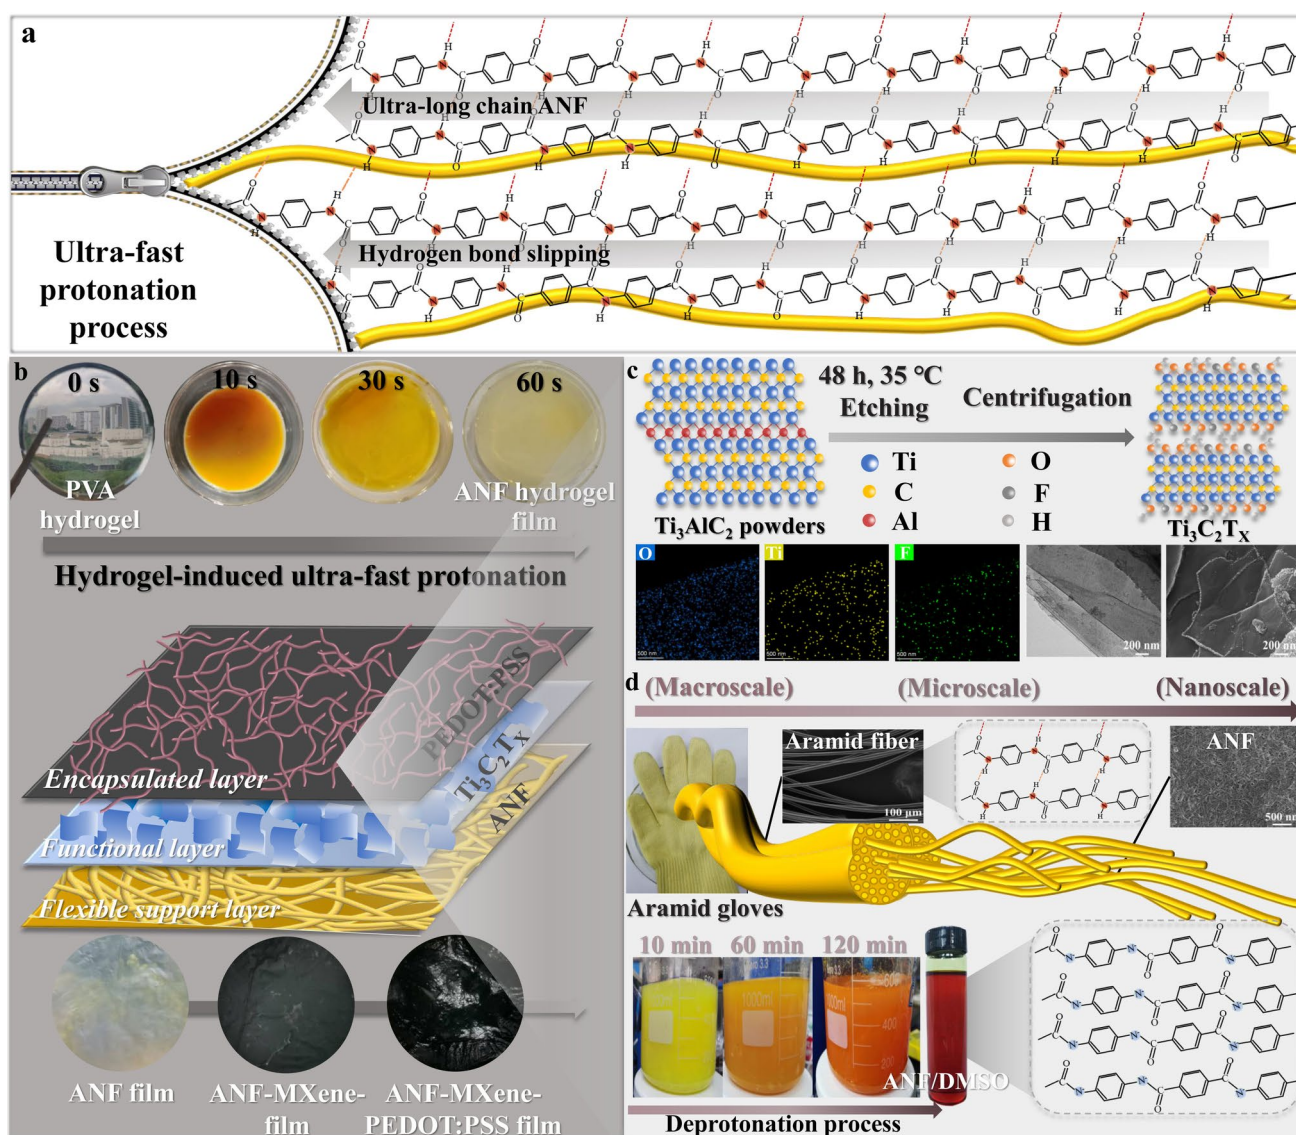 a
Ultra-long chain ANF
Hydrogen bond slipping
Ultra-fast
protonation
process
b
0 s
10 s
30 s
60 s
PVA
hydrogel
ANF hydrogel
film
Hydrogel-induced ultra-fast protonation
PEDOT:PSS
Encapsulated layer
Ti₃C₂Tₓ
Functional layer
ANF
Flexible support layer
ANF film
ANF-MXene-
film
ANF-MXene-
PEDOT:PSS film
c
48 h, 35 °C
Etching
Centrifugation
Ti
O
C
F
Al
H
Ti₃AlC₂ powders
Ti₃C₂Tₓ
O
Ti
F
500 nm
500 nm
500 nm
200 nm
200 nm
d
(Macroscale)
(Microscale)
(Nanoscale)
Aramid fiber
100 μm
ANF
500 nm
Aramid gloves
10 min
60 min
120 min
1000ml
400
200
ANF/DMSO
Deprotonation process